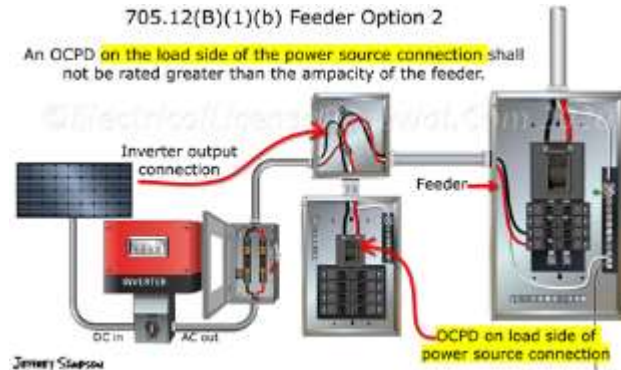 705.12(B)(1)(b) Feeder Option 2
An OCPD on the load side of the power source connection shall
not be rated greater than the ampacity of the feeder.
Inverter output
connection
Feeder
INVERTER
DC in
AC out
OCPD on load side of
power source connection
Jeffrey Simpson